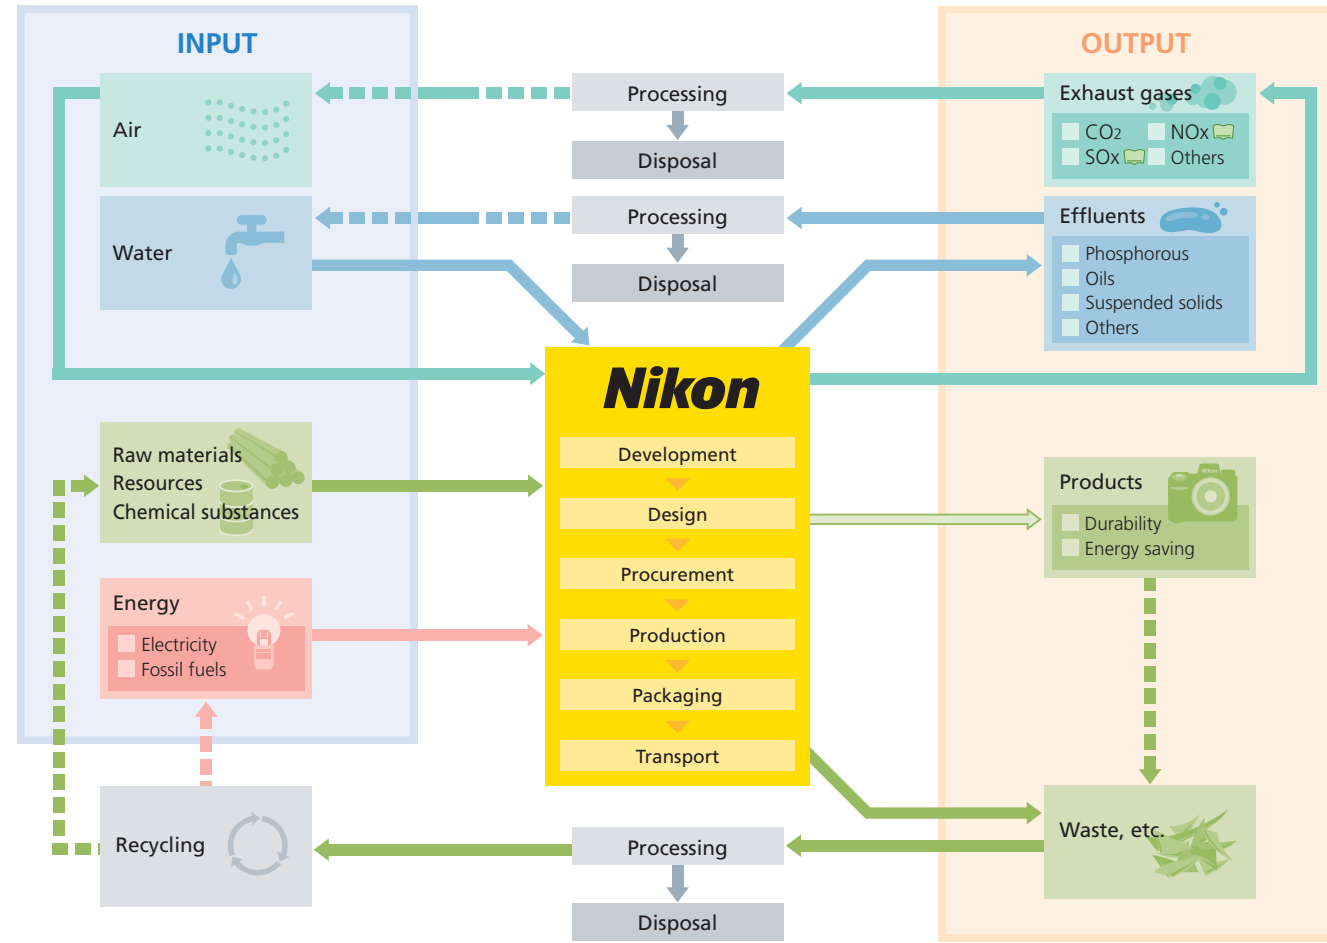 INPUT
OUTPUT
Air
Processing
Disposal
Exhaust gases
CO2
NOx
SOx
Others
Water
Processing
Disposal
Effluents
Phosphorous
Oils
Suspended solids
Others
Nikon
Development
Design
Procurement
Production
Packaging
Transport
Raw materials
Resources
Chemical substances
Energy
Electricity
Fossil fuels
Products
Nikon
Durability
Energy saving
Recycling
Processing
Disposal
Waste, etc.